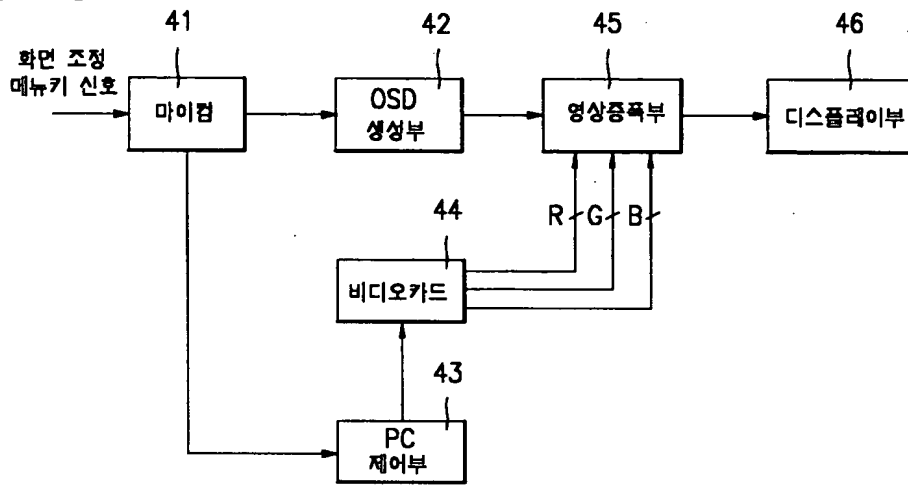 41
42
45
46
화면 조정
메뉴키 신호
마이컴
OSD
생성부
영상증폭부
디스플레이부
R
G
B
44
비디오카드
43
PC
제어부